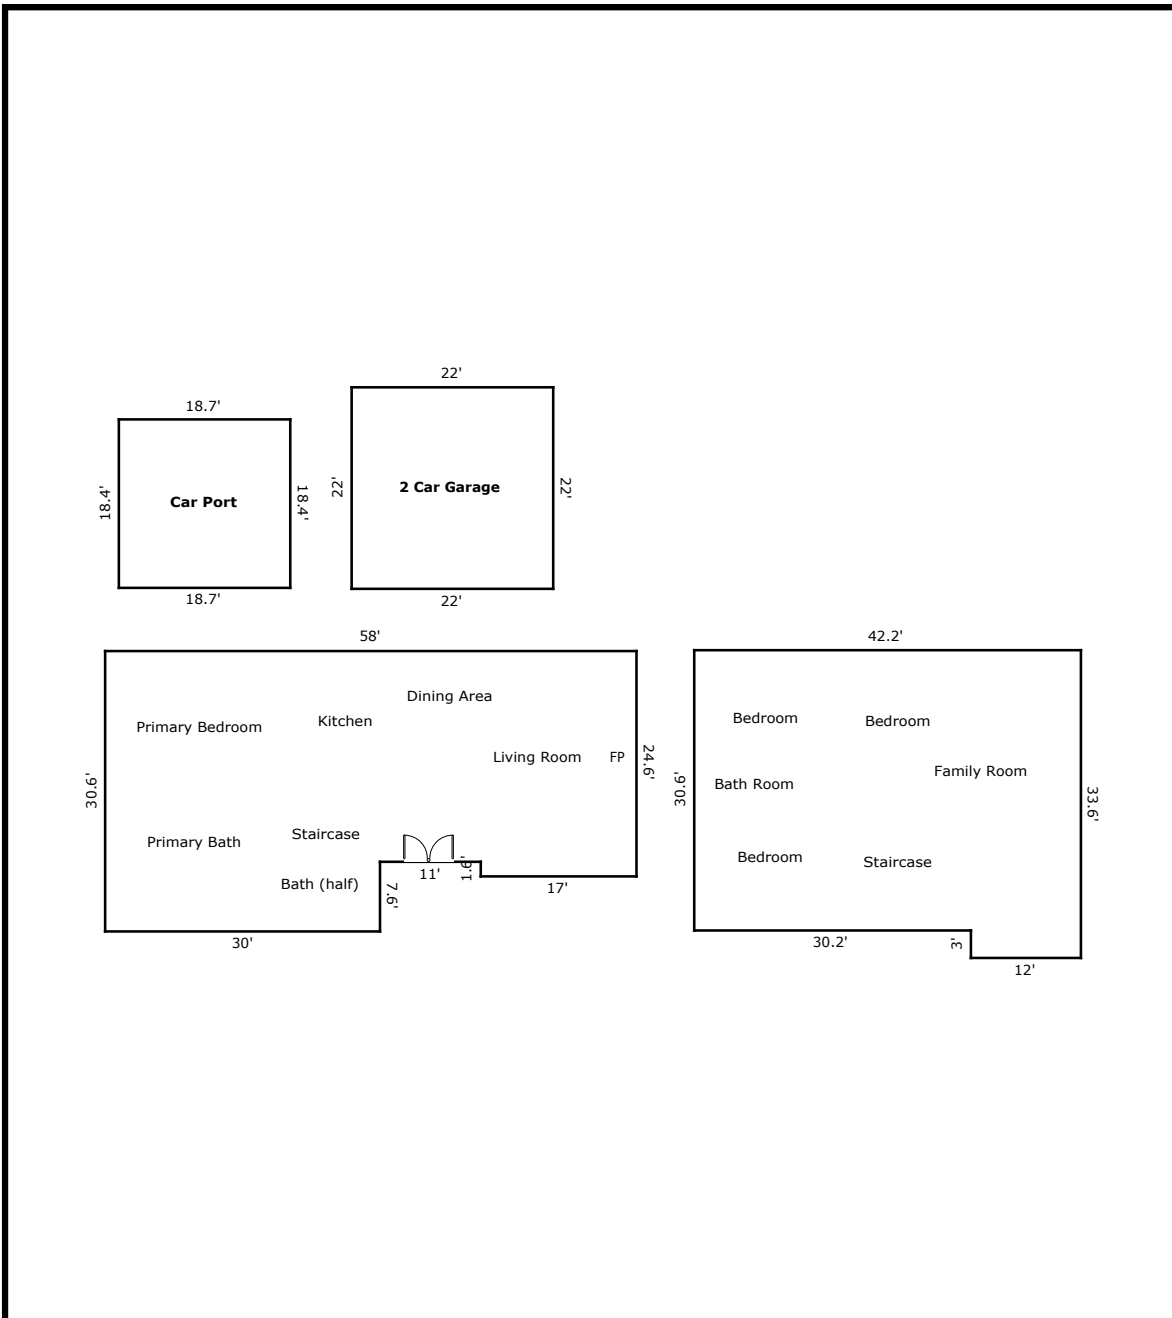 22'
18.7'
22'
2 Car Garage
22'
18.4'
Car Port
18.4'
18.7'
22'
58'
42.2'
Dining Area
Primary Bedroom
Kitchen
Living Room
FP
24.6'
30.6'
Primary Bath
Staircase
Bath (half)
11'
1.6'
7.6'
17'
30'
Bedroom
Bedroom
Family Room
30.6'
Bath Room
33.6'
Bedroom
Staircase
30.2'
3'
12'